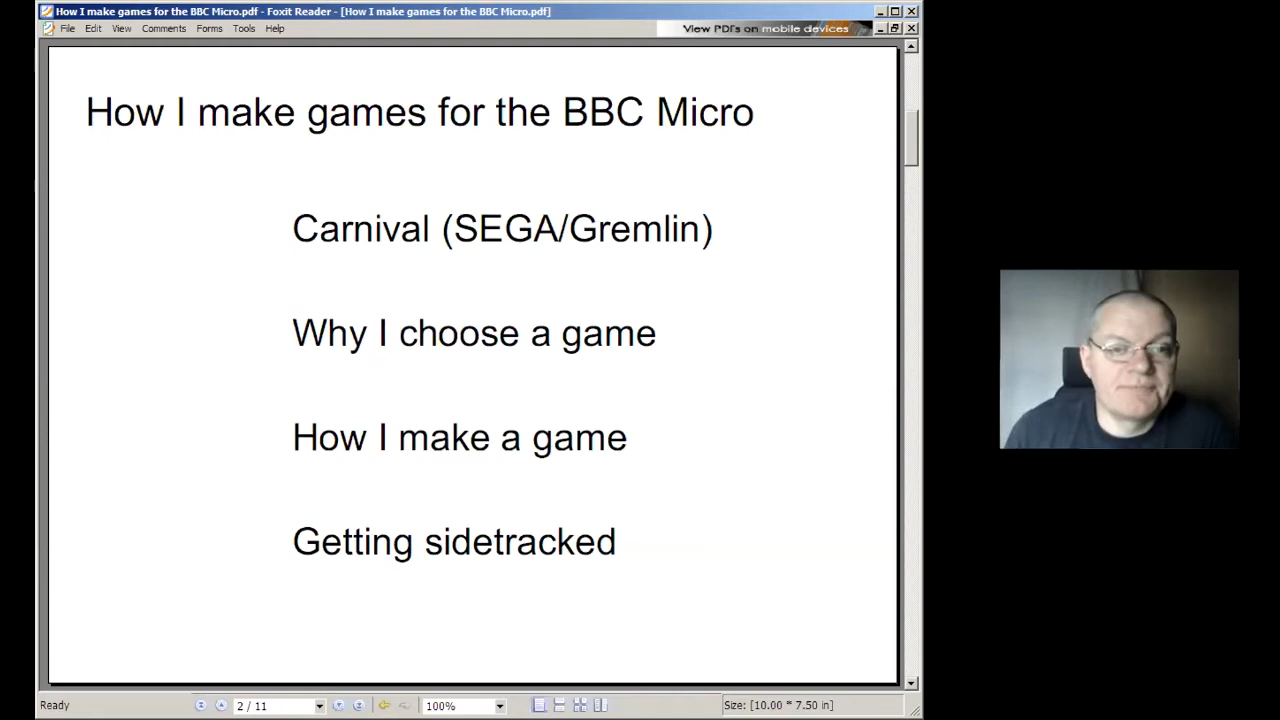 How I make games for the BBC Micro.pdf - Foxit Reader - [How I make games for the BBC Micro.pdf]
File Edit View Comments Forms Tools Help
View PDFs on mobile devices
How I make games for the BBC Micro
Carnival (SEGA/Gremlin)
Why I choose a game
How I make a game
Getting sidetracked
Ready
2 / 11
100%
Size: [10.00 * 7.50 in]